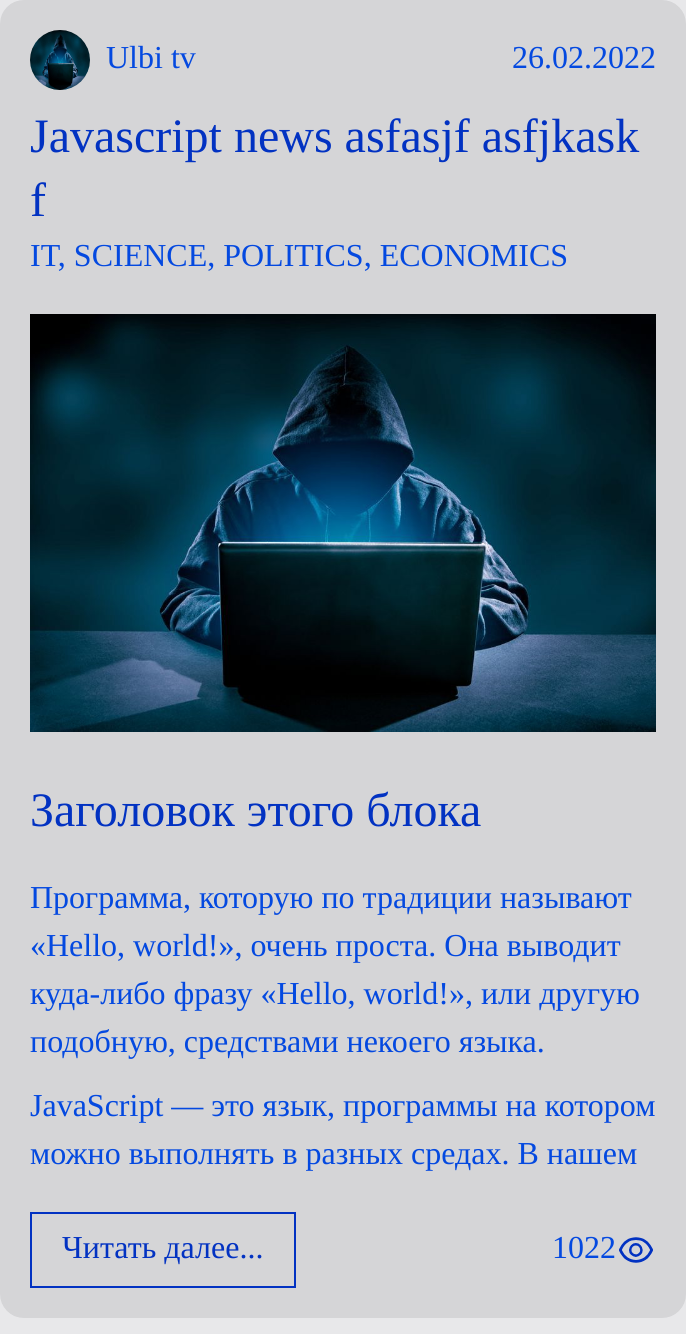 Ulbi tv
26.02.2022
Javascript news asfasjf asfjkask
f
IT, SCIENCE, POLITICS, ECONOMICS
Заголовок этого блока
Программа, которую по традиции называют
«Hello, world!», очень проста. Она выводит
куда-либо фразу «Hello, world!», или другую
подобную, средствами некоего языка.
JavaScript — это язык, программы на котором
можно выполнять в разных средах. В нашем
Читать далее...
1022